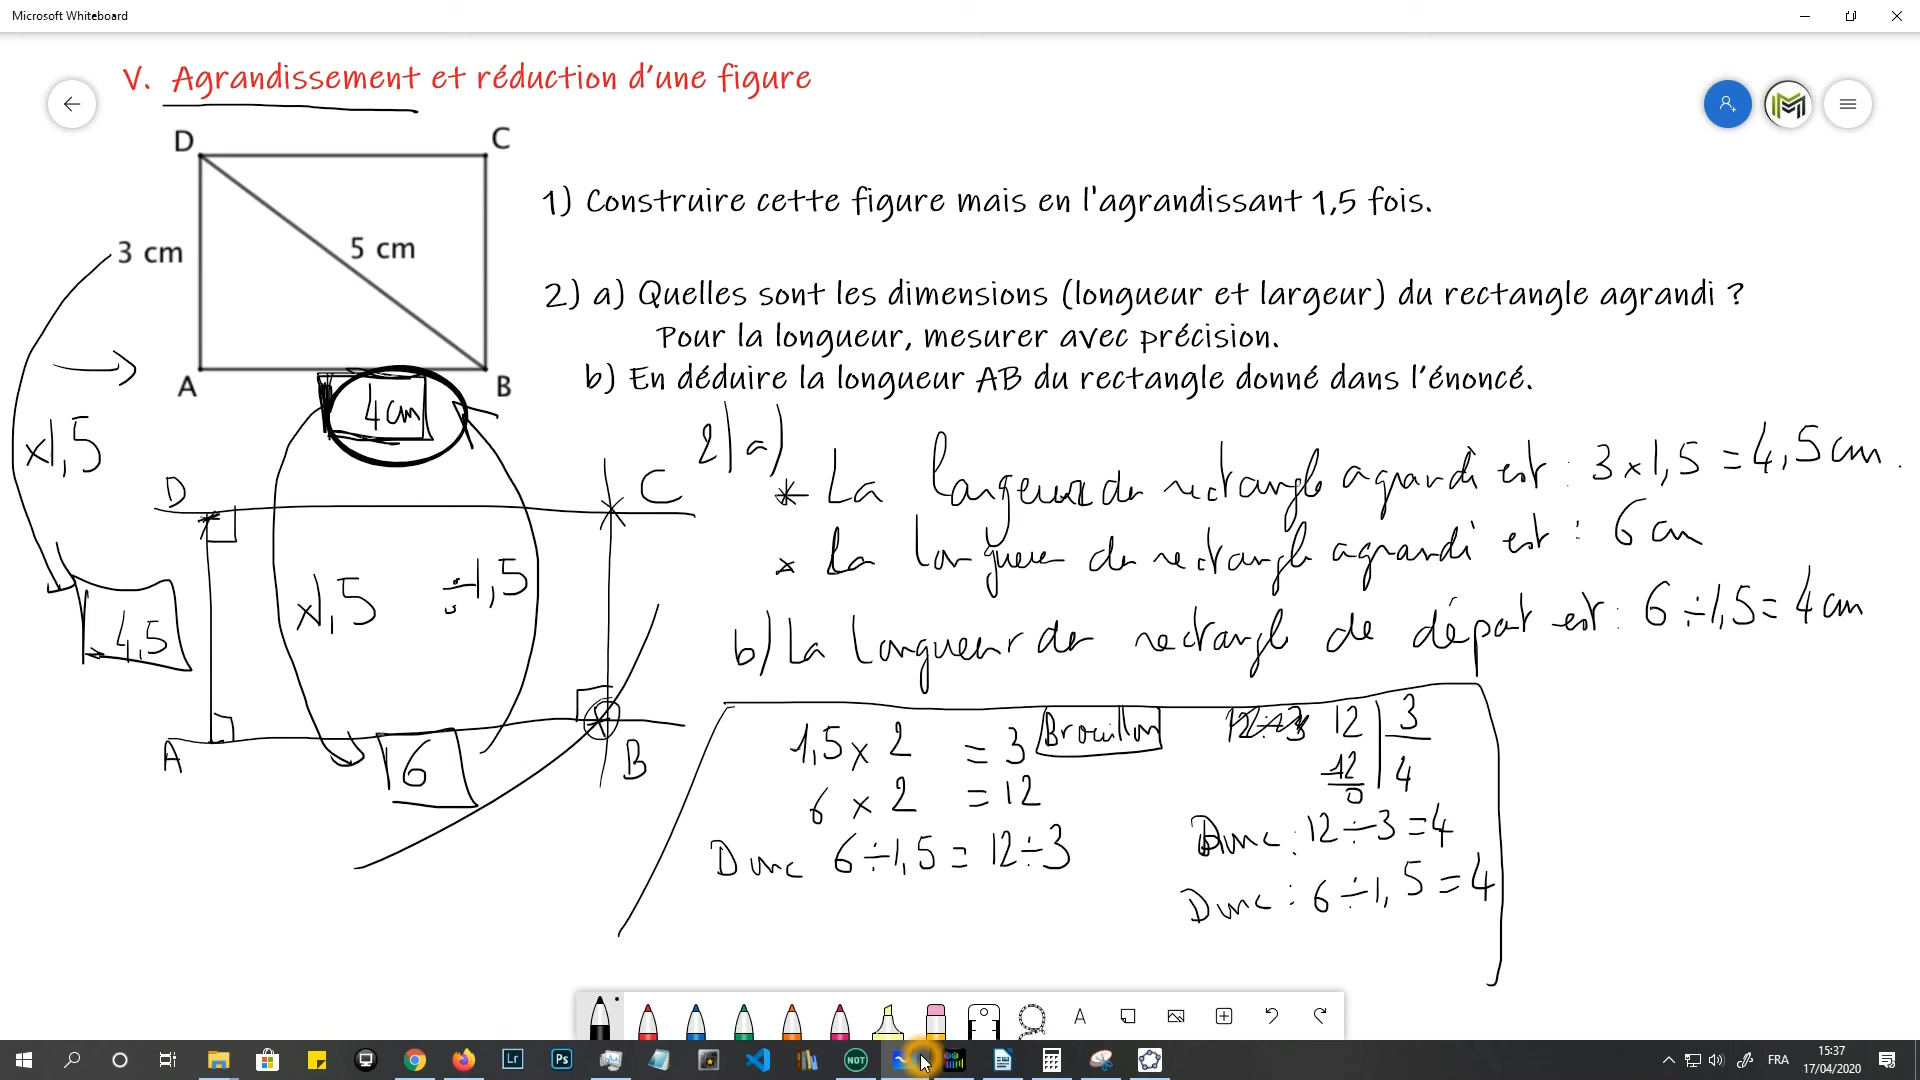 Microsoft Whiteboard
V. Agrandissement et réduction d'une figure
D
C
3 cm
5 cm
A
B
4cm
1) Construire cette figure mais en l'agrandissant 1,5 fois.
2) a) Quelles sont les dimensions (longueur et largeur) du rectangle agrandi ?
Pour la longueur, mesurer avec précision.
b) En déduire la longueur AB du rectangle donné dans l'énoncé.
x1,5
D
C
x1,5
÷1,5
4,5
A
6
B
2) a)
* La largeur du rectangle agrandi est : 3 x 1,5 = 4,5 cm.
* La longueur du rectangle agrandi est : 6 cm
b) La longueur du rectangle de départ est : 6 ÷ 1,5 = 4 cm
Brouillon
1,5 x 2 = 3
6 x 2 = 12
Donc 6 ÷ 1,5 = 12 ÷ 3
12 | 3
12 | 4
0
Donc : 12 ÷ 3 = 4
Donc : 6 ÷ 1,5 = 4
A
Lr
Ps
NOT
FRA
15:37
17/04/2020